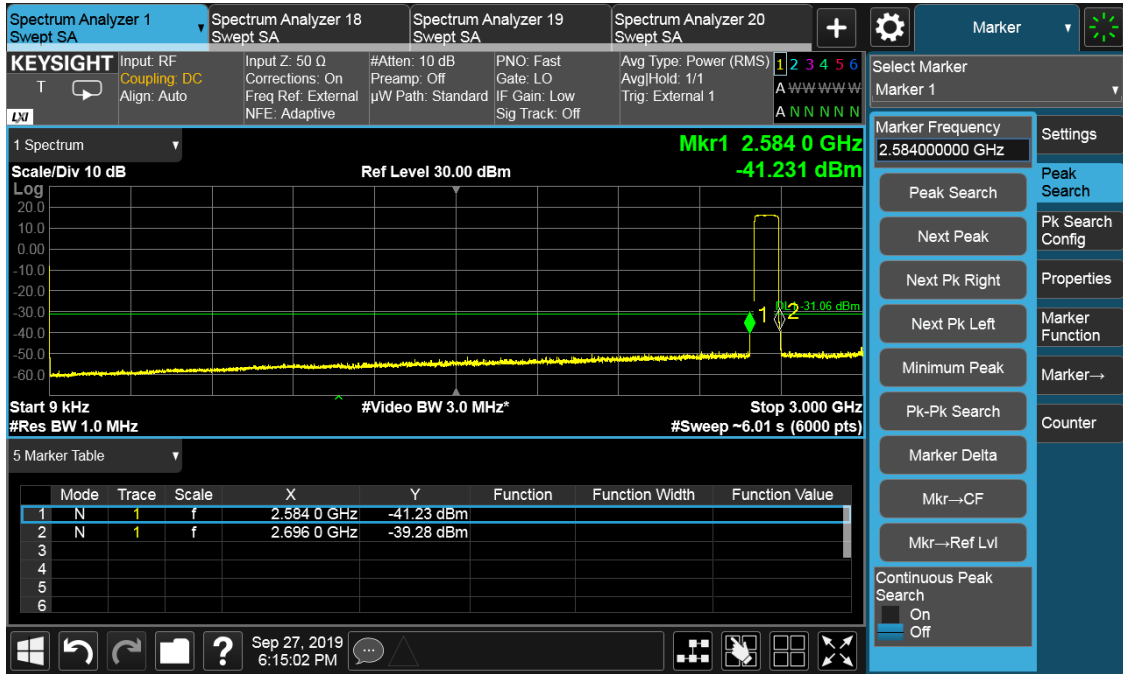 Spectrum Analyzer 1
Swept SA
Spectrum Analyzer 18
Swept SA
Spectrum Analyzer 19
Swept SA
Spectrum Analyzer 20
Swept SA
+
Marker
KEYSIGHT
T
LXI
Input: RF
Coupling: DC
Align: Auto
Input Z: 50 Ω
Corrections: On
Freq Ref: External
NFE: Adaptive
#Atten: 10 dB
Preamp: Off
µW Path: Standard
PNO: Fast
Gate: LO
IF Gain: Low
Sig Track: Off
Avg Type: Power (RMS)
Avg|Hold: 1/1
Trig: External 1
1 2 3 4 5 6
A W W W W W
A N N N N N
Select Marker
Marker 1
1 Spectrum
Scale/Div 10 dB
Ref Level 30.00 dBm
Mkr1 2.584 0 GHz
-41.231 dBm
Log
20.0
10.0
0.00
-10.0
-20.0
-30.0
-40.0
-50.0
-60.0
-31.06 dBm
1
2
Start 9 kHz
#Res BW 1.0 MHz
#Video BW 3.0 MHz*
Stop 3.000 GHz
#Sweep ~6.01 s (6000 pts)
5 Marker Table
Mode Trace Scale X Y Function Function Width Function Value
1 N 1 f 2.584 0 GHz -41.23 dBm
2 N 1 f 2.696 0 GHz -39.28 dBm
3
4
5
6
Marker Frequency
2.584000000 GHz
Peak Search
Next Peak
Next Pk Right
Next Pk Left
Minimum Peak
Pk-Pk Search
Marker Delta
Mkr→CF
Mkr→Ref Lvl
Continuous Peak
Search
On
Off
Settings
Peak
Search
Pk Search
Config
Properties
Marker
Function
Marker→
Counter
?
Sep 27, 2019
6:15:02 PM